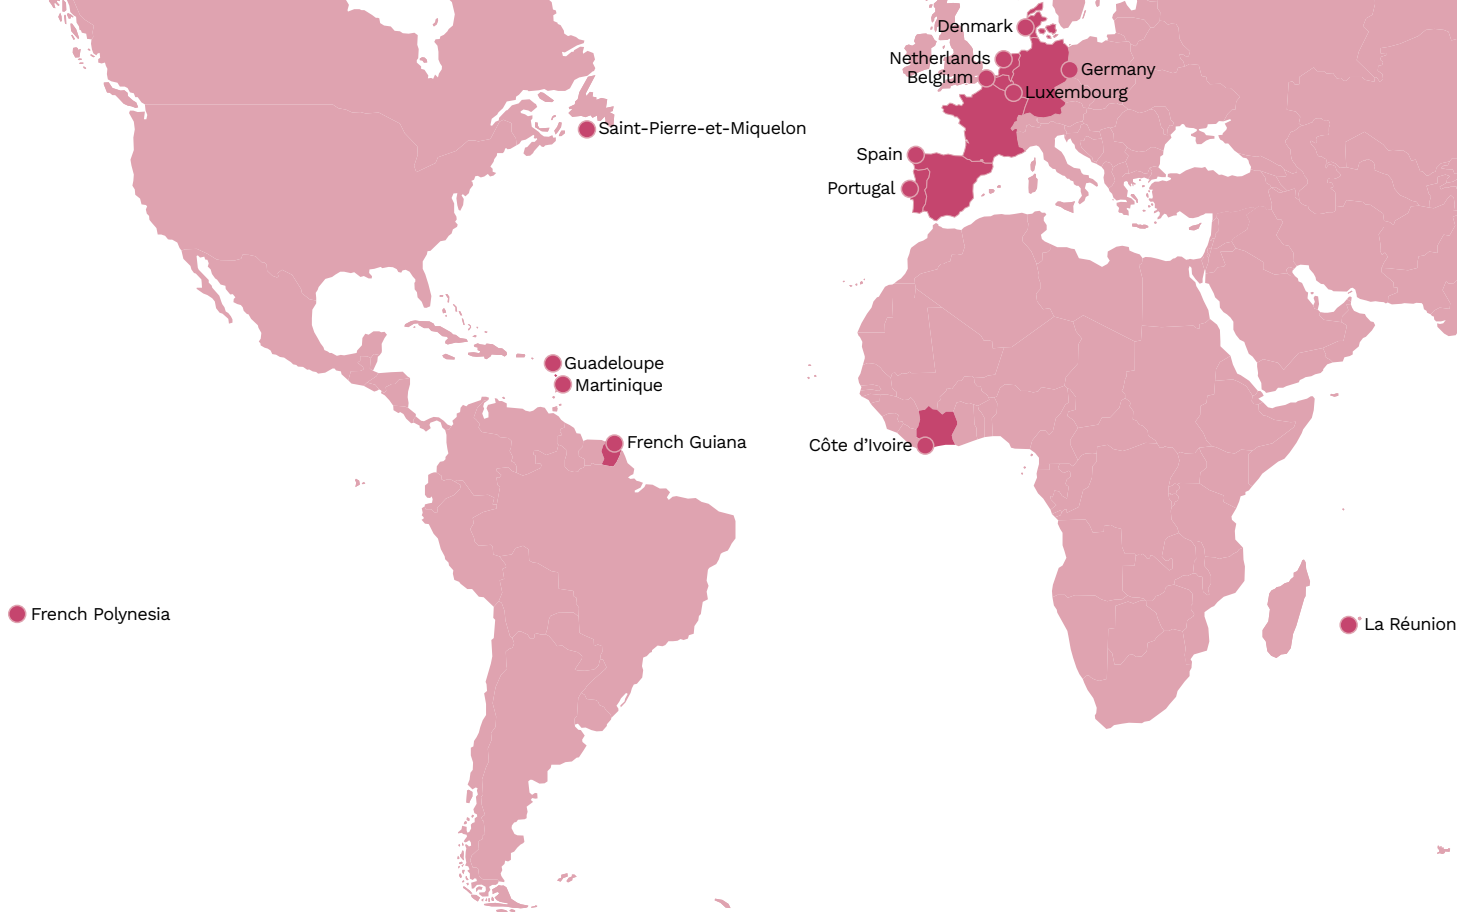 Denmark
Netherlands
Germany
Belgium
Luxembourg
Saint-Pierre-et-Miquelon
Spain
Portugal
Guadeloupe
Martinique
French Guiana
Côte d’Ivoire
French Polynesia
La Réunion